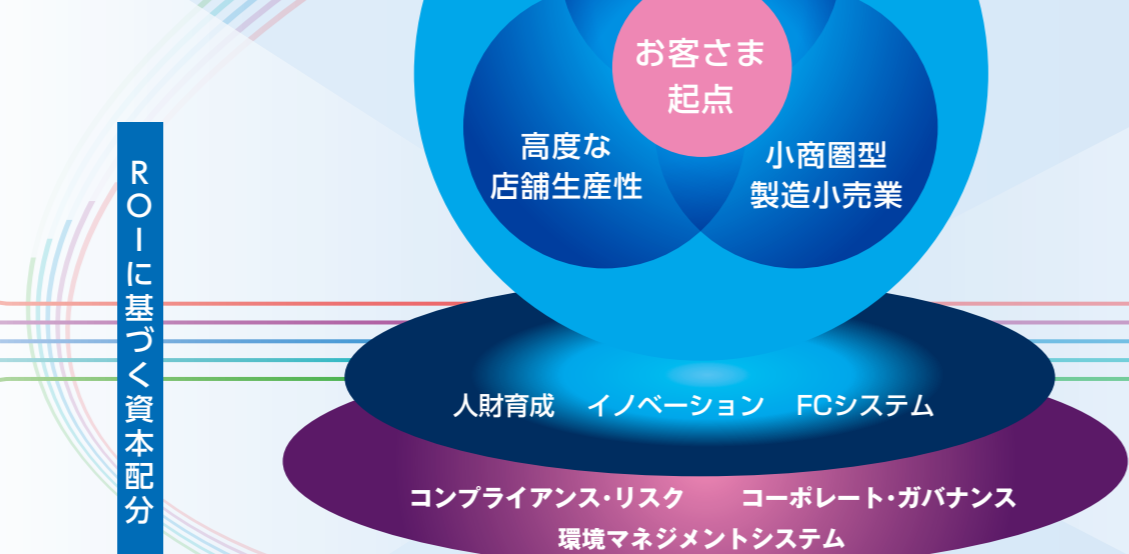 お客さま
起点
高度な
店舗生産性
小商圏型
製造小売業
ROIに基づく資本配分
人財育成 イノベーション FCシステム
コンプライアンス・リスク コーポレート・ガバナンス
環境マネジメントシステム